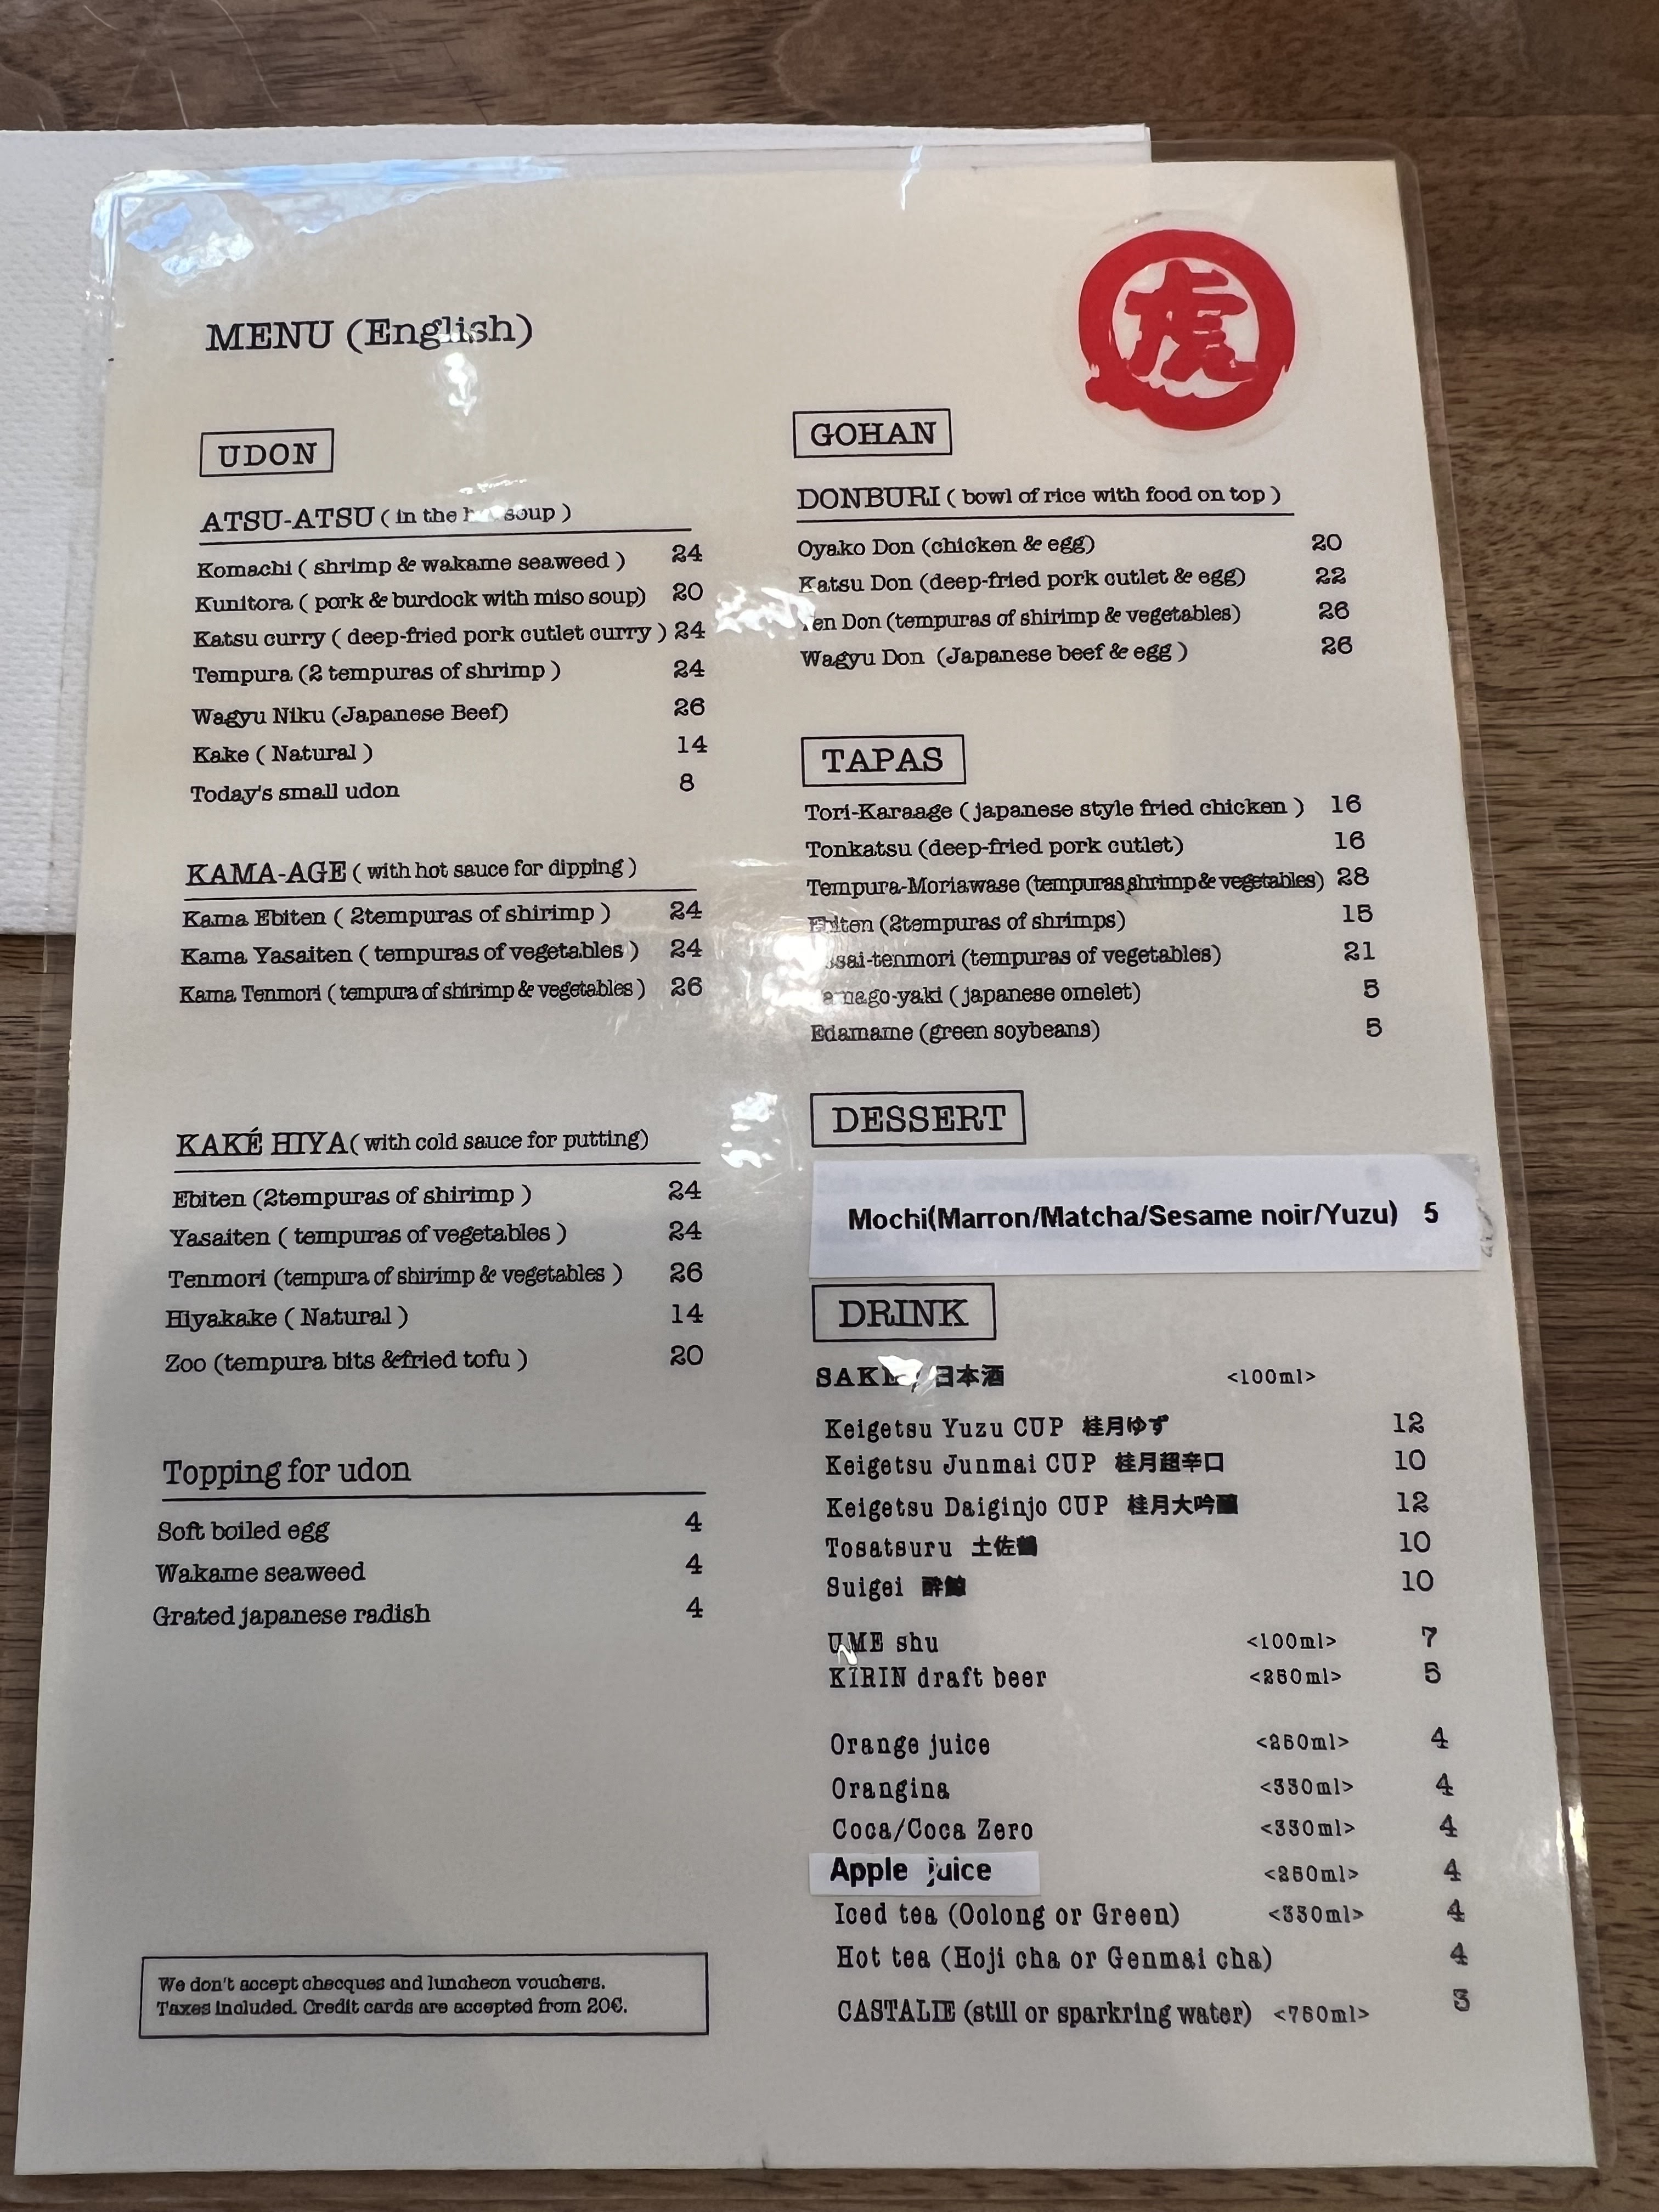 虎
MENU (English)
UDON
ATSU-ATSU ( in the soup )
Komachi ( shrimp & wakame seaweed ) 24
Kunitora ( pork & burdock with miso soup) 20
Katsu curry ( deep-fried pork cutlet curry ) 24
Tempura (2 tempuras of shrimp ) 24
Wagyu Niku (Japanese Beef) 26
Kake ( Natural ) 14
Today's small udon 8
KAMA-AGE ( with hot sauce for dipping )
Kama Ebiten ( 2tempuras of shirimp ) 24
Kama Yasaiten ( tempuras of vegetables ) 24
Kama Tenmori ( tempura of shirimp & vegetables ) 26
KAKÉ HIYA( with cold sauce for putting)
Ebiten (2tempuras of shirimp ) 24
Yasaiten ( tempuras of vegetables ) 24
Tenmori (tempura of shirimp & vegetables ) 26
Hiyakake ( Natural ) 14
Zoo (tempura bits &fried tofu ) 20
Topping for udon
Soft boiled egg 4
Wakame seaweed 4
Grated japanese radish 4
We don't accept checques and luncheon vouchers.
Taxes included. Credit cards are accepted from 20€.
GOHAN
DONBURI ( bowl of rice with food on top )
Oyako Don (chicken & egg) 20
Katsu Don (deep-fried pork cutlet & egg) 22
Don (tempuras of shirimp & vegetables) 26
Wagyu Don (Japanese beef & egg ) 26
TAPAS
Tori-Karaage ( japanese style fried chicken ) 16
Tonkatsu (deep-fried pork cutlet) 16
Tempura-Moriawase (tempuras shrimp & vegetables) 28
Ebiten (2tempuras of shrimps) 15
(tempuras of vegetables) 21
( japanese omelet) 5
Edamame (green soybeans) 5
DESSERT
Mochi(Marron/Matcha/Sesame noir/Yuzu) 5
DRINK
SAKE / 日本酒 <100ml>
Keigetsu Yuzu CUP 桂月ゆず 12
Keigetsu Junmai CUP 桂月超辛口 10
Keigetsu Daiginjo CUP 桂月大吟醸 12
Tosatsuru 土佐鶴 10
Suigei 酔鯨 10
UME shu <100ml> 7
KIRIN draft beer <250ml> 5
Orange juice <250ml> 4
Orangina <330ml> 4
Coca/Coca Zero <330ml> 4
Apple juice <250ml> 4
Iced tea (Oolong or Green) <330ml> 4
Hot tea (Hoji cha or Genmai cha) 4
CASTALIE (still or sparkring water) <750ml> 3